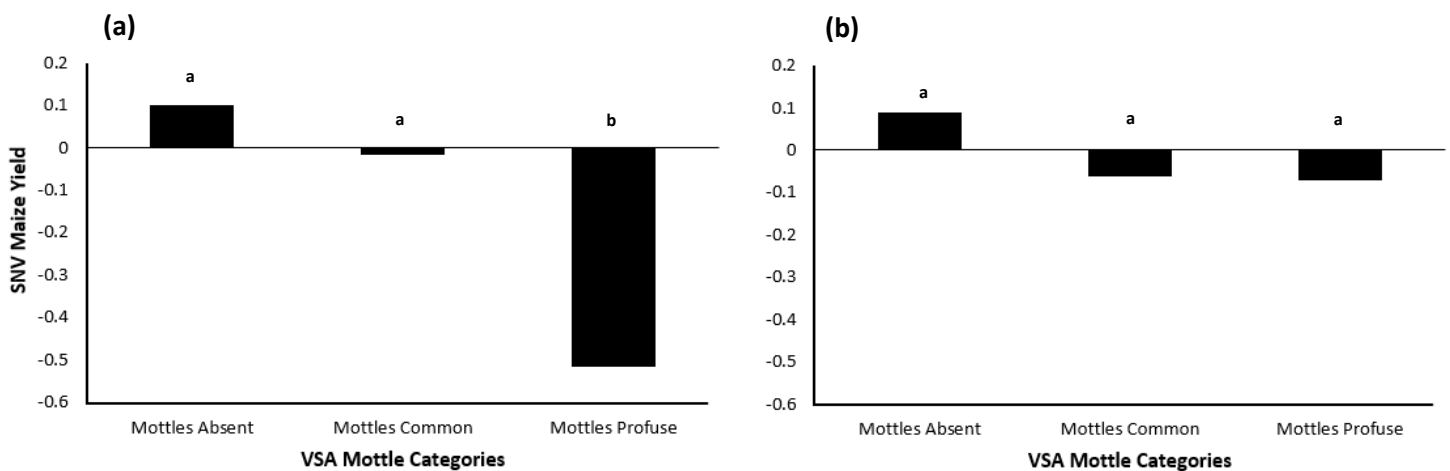 (a)
SNV Maize Yield
0.2
0.1
0
-0.1
-0.2
-0.3
-0.4
-0.5
-0.6
a
a
b
Mottles Absent
Mottles Common
Mottles Profuse
VSA Mottle Categories
(b)
0.2
0.1
0
-0.1
-0.2
-0.3
-0.4
-0.5
-0.6
a
a
a
Mottles Absent
Mottles Common
Mottles Profuse
VSA Mottle Categories